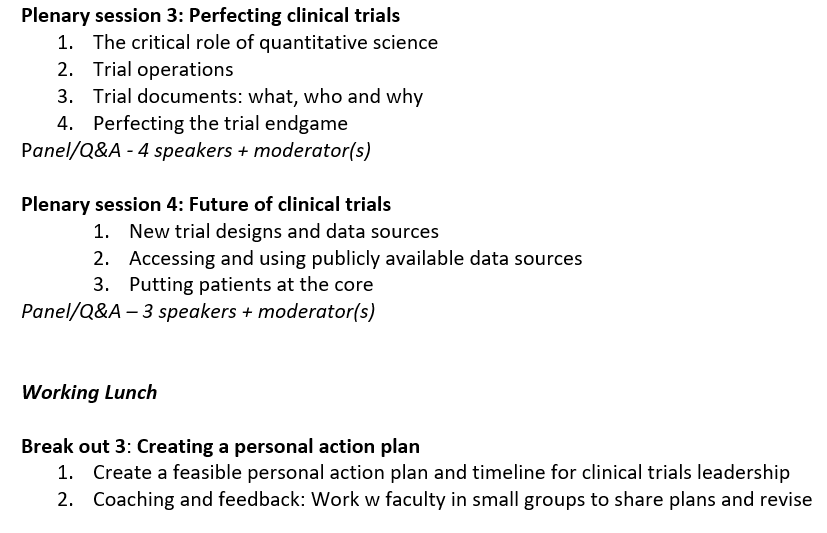 Plenary session 3: Perfecting clinical trials
1. The critical role of quantitative science
2. Trial operations
3. Trial documents: what, who and why
4. Perfecting the trial endgame
Panel/Q&A - 4 speakers + moderator(s)
Plenary session 4: Future of clinical trials
1. New trial designs and data sources
2. Accessing and using publicly available data sources
3. Putting patients at the core
Panel/Q&A – 3 speakers + moderator(s)
Working Lunch
Break out 3: Creating a personal action plan
1. Create a feasible personal action plan and timeline for clinical trials leadership
2. Coaching and feedback: Work w faculty in small groups to share plans and revise